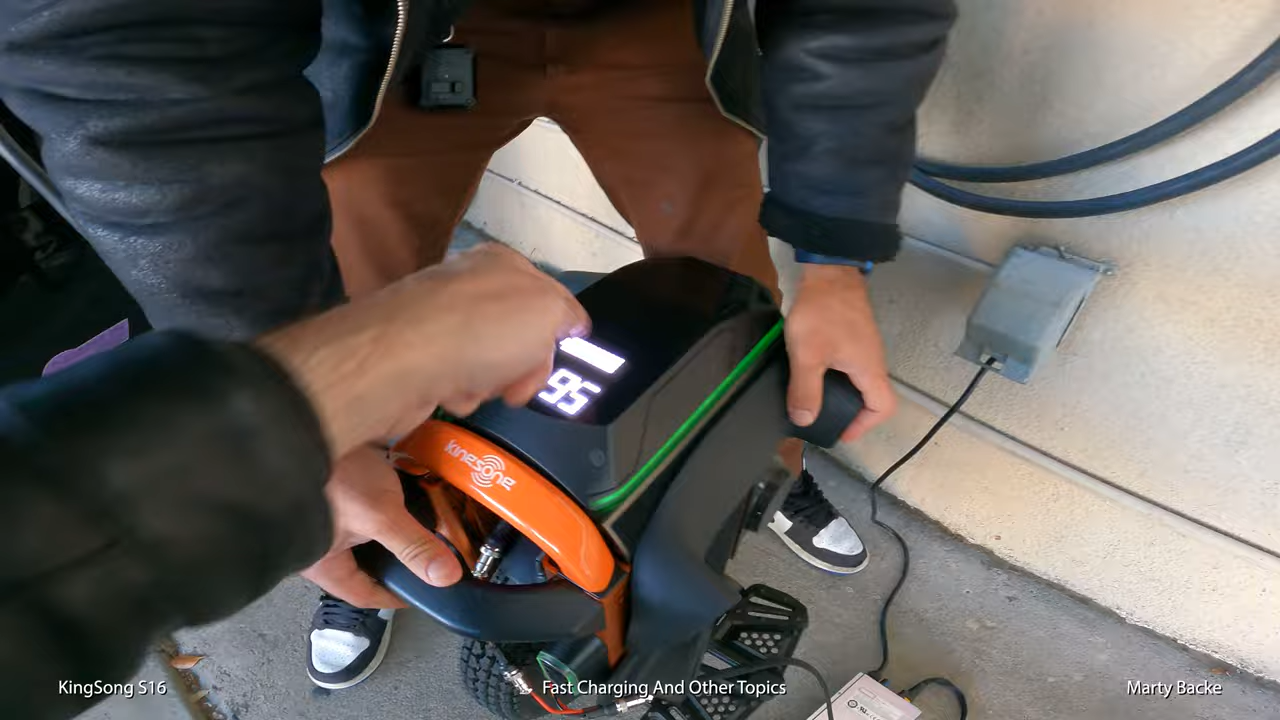 95
KINGSONG
KingSong S16
Fast Charging And Other Topics
Marty Backe